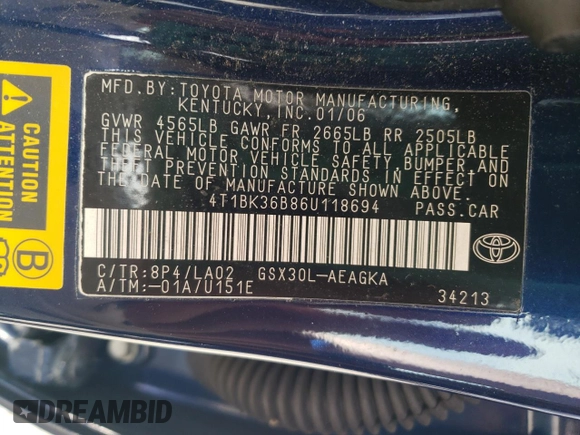 MFD.BY:TOYOTA MOTOR MANUFACTURING,
KENTUCKY, INC.01/06
GVWR 4565LB GAWR FR 2665LB RR 2505LB
THIS VEHICLE CONFORMS TO ALL APPLICABLE
FEDERAL MOTOR VEHICLE SAFETY BUMPER,AND
THEFT PREVENTION STANDARDS IN EFFECT ON
THE DATE OF MANUFACTURE SHOWN ABOVE.
4T1BK36B86U118694 PASS.CAR
C/TR:8P4/LA02 GSX30L-AEAGKA
A/TM:-01A/U151E
34213
TOYOTA
CAUTION
B
DREAMBID